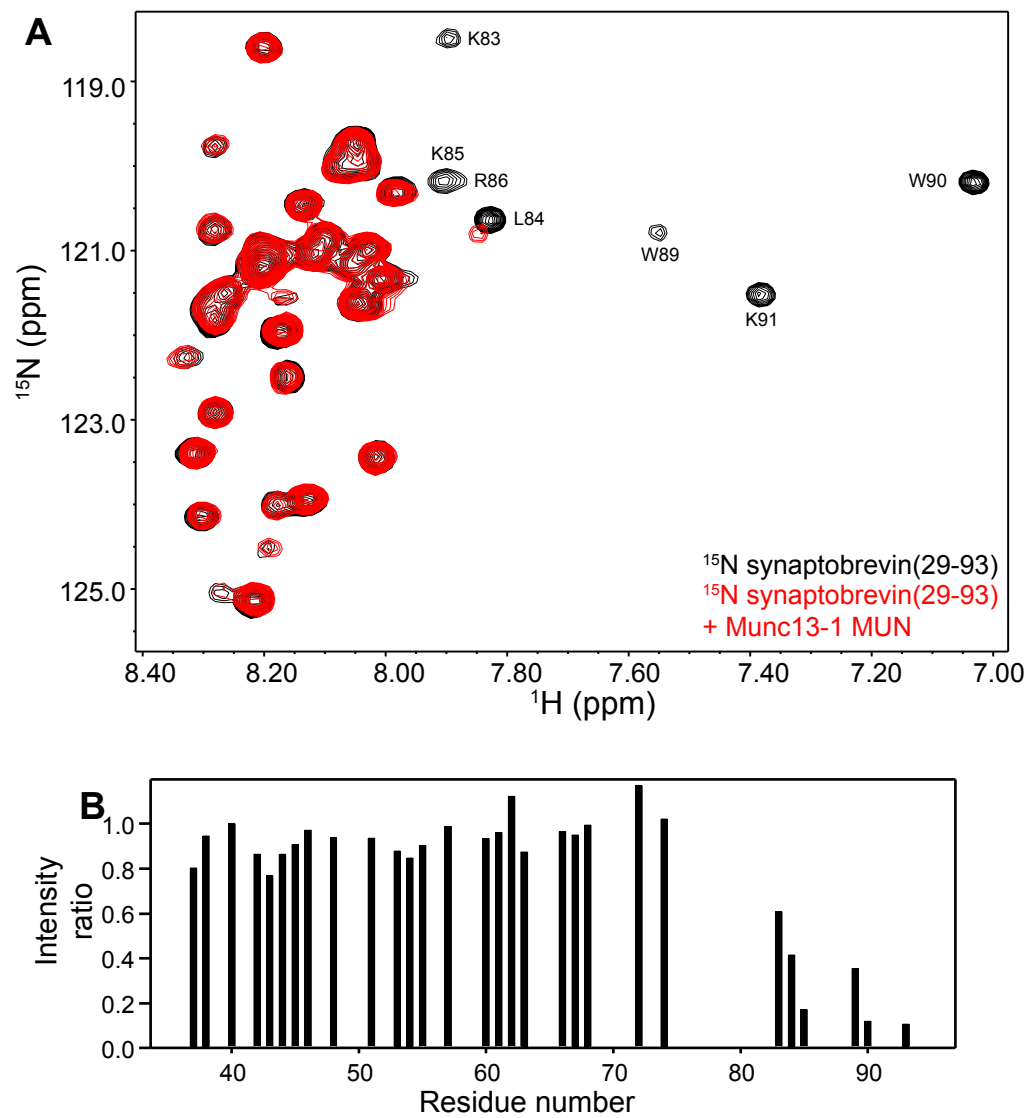 A
K83
119.0
K85
R86
W90
L84
121.0
W89
K91
¹⁵N (ppm)
123.0
125.0
¹⁵N synaptobrevin(29-93)
¹⁵N synaptobrevin(29-93)
+ Munc13-1 MUN
8.40 8.20 8.00 7.80 7.60 7.40 7.20 7.00
¹H (ppm)
B
1.0
0.8
0.6
0.4
0.2
0.0
Intensity
ratio
40 50 60 70 80 90
Residue number